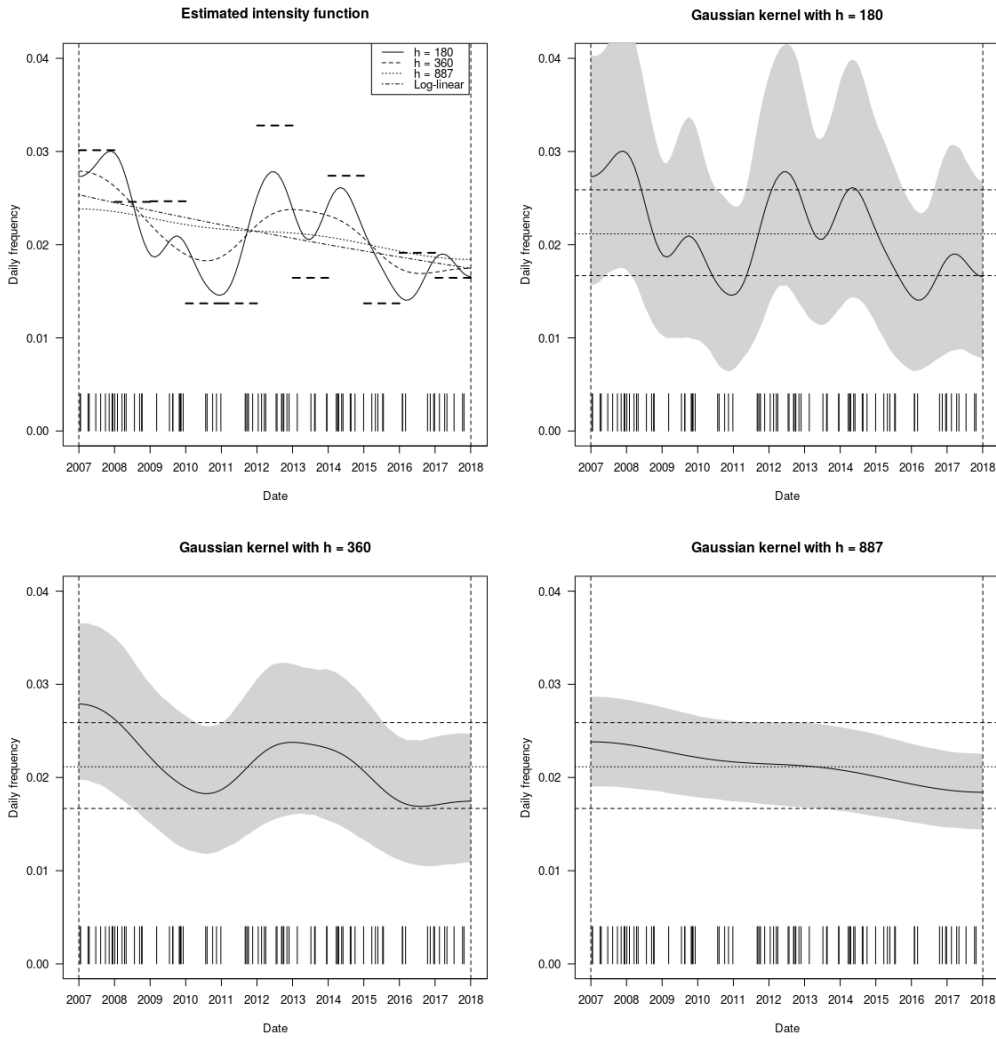 Estimated intensity function
Daily frequency
0.04
0.03
0.02
0.01
0.00
h = 180
h = 360
h = 887
Log-linear
2007 2008 2009 2010 2011 2012 2013 2014 2015 2016 2017 2018
Date
Gaussian kernel with h = 180
Daily frequency
0.04
0.03
0.02
0.01
0.00
2007 2008 2009 2010 2011 2012 2013 2014 2015 2016 2017 2018
Date
Gaussian kernel with h = 360
Daily frequency
0.04
0.03
0.02
0.01
0.00
2007 2008 2009 2010 2011 2012 2013 2014 2015 2016 2017 2018
Date
Gaussian kernel with h = 887
Daily frequency
0.04
0.03
0.02
0.01
0.00
2007 2008 2009 2010 2011 2012 2013 2014 2015 2016 2017 2018
Date